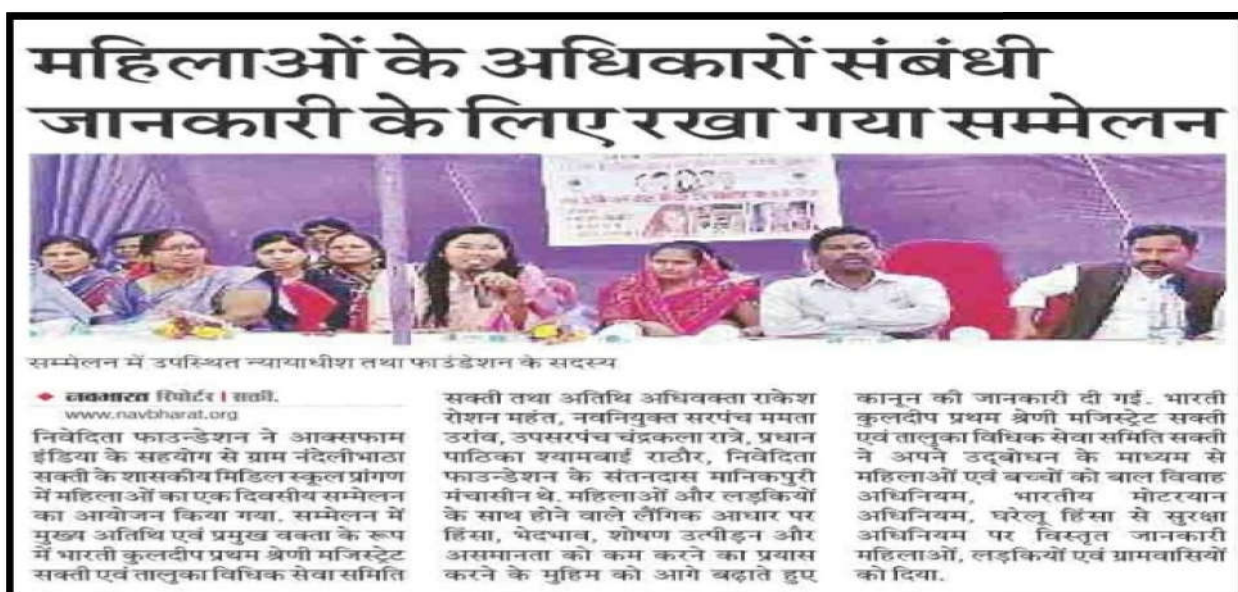 महिलाओं के अधिकारों संबंधी
जानकारी के लिए रखा गया सम्मेलन
सम्मेलन में उपस्थित न्यायाधीश तथा फाउंडेशन के सदस्य
नवभारत रिपोर्टर | सक्ती.
www.navbharat.org
निवेदिता फाउन्डेशन ने आक्सफाम
इंडिया के सहयोग से ग्राम नंदेलीभाठा
सक्ती के शासकीय मिडिल स्कूल प्रांगण
में महिलाओं का एक दिवसीय सम्मेलन
का आयोजन किया गया. सम्मेलन में
मुख्य अतिथि एवं प्रमुख वक्ता के रूप
में भारती कुलदीप प्रथम श्रेणी मजिस्ट्रेट
सक्ती एवं तालुका विधिक सेवा समिति
सक्ती तथा अतिथि अधिवक्ता राकेश
रोशन महंत, नवनियुक्त सरपंच ममता
उरांव, उपसरपंच चंद्रकला रात्रे, प्रधान
पाठिका श्यामबाई राठौर, निवेदिता
फाउन्डेशन के संतनदास मानिकपुरी
मंचासीन थे. महिलाओं और लड़कियों
के साथ होने वाले लैंगिक आधार पर
हिंसा, भेदभाव, शोषण उत्पीड़न और
असमानता को कम करने का प्रयास
करने के मुहिम को आगे बढ़ाते हुए
कानून की जानकारी दी गई. भारती
कुलदीप प्रथम श्रेणी मजिस्ट्रेट सक्ती
एवं तालुका विधिक सेवा समिति सक्ती
ने अपने उद्बोधन के माध्यम से
महिलाओं एवं बच्चों को बाल विवाह
अधिनियम, भारतीय मोटरयान
अधिनियम, घरेलू हिंसा से सुरक्षा
अधिनियम पर विस्तृत जानकारी
महिलाओं, लड़कियों एवं ग्रामवासियों
को दिया.